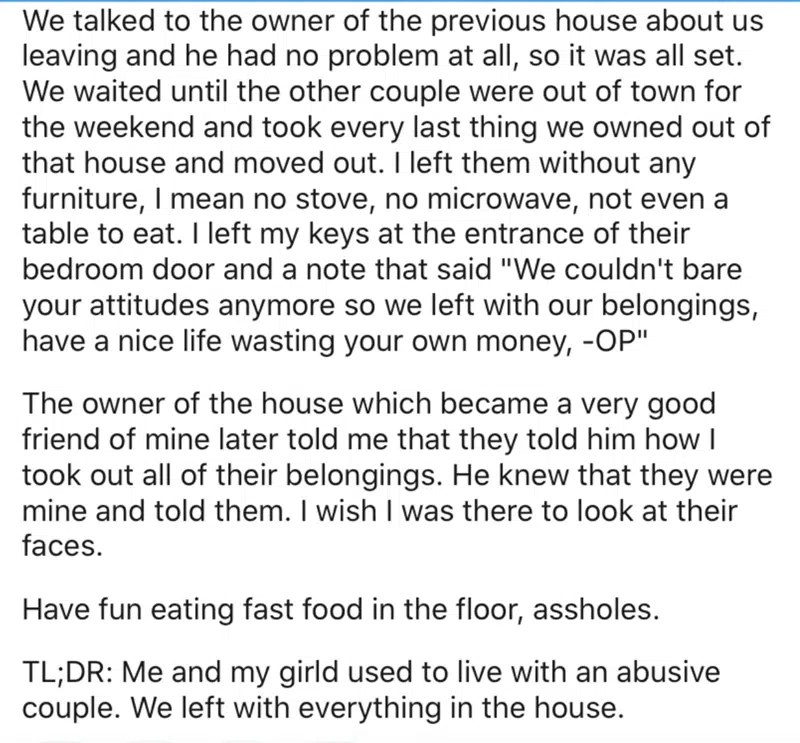 We talked to the owner of the previous house about us
leaving and he had no problem at all, so it was all set.
We waited until the other couple were out of town for
the weekend and took every last thing we owned out of
that house and moved out. I left them without any
furniture, I mean no stove, no microwave, not even a
table to eat. I left my keys at the entrance of their
bedroom door and a note that said "We couldn't bare
your attitudes anymore so we left with our belongings,
have a nice life wasting your own money, -OP"
The owner of the house which became a very good
friend of mine later told me that they told him how I
took out all of their belongings. He knew that they were
mine and told them. I wish I was there to look at their
faces.
Have fun eating fast food in the floor, assholes.
TL;DR: Me and my girld used to live with an abusive
couple. We left with everything in the house.